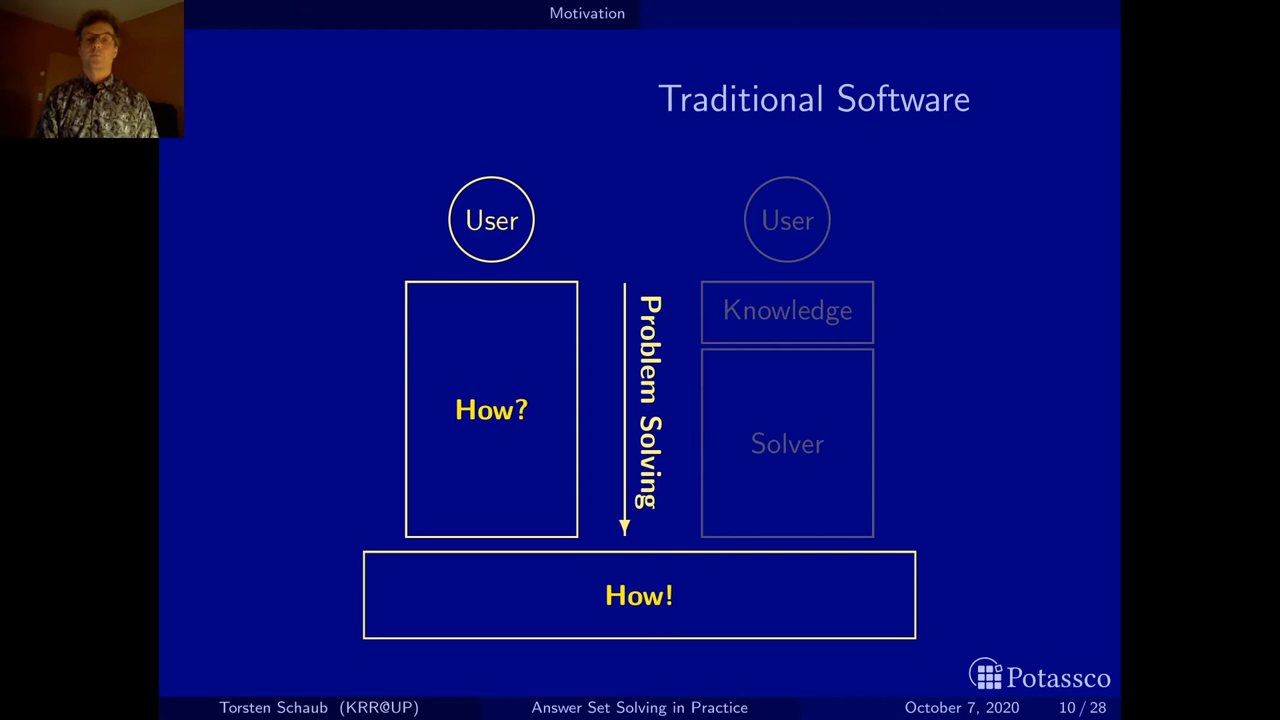 Motivation
Traditional Software
User
User
Knowledge
How?
Problem Solving
Solver
How!
Potassco
Torsten Schaub (KRR@UP)
Answer Set Solving in Practice
October 7, 2020
10 / 28